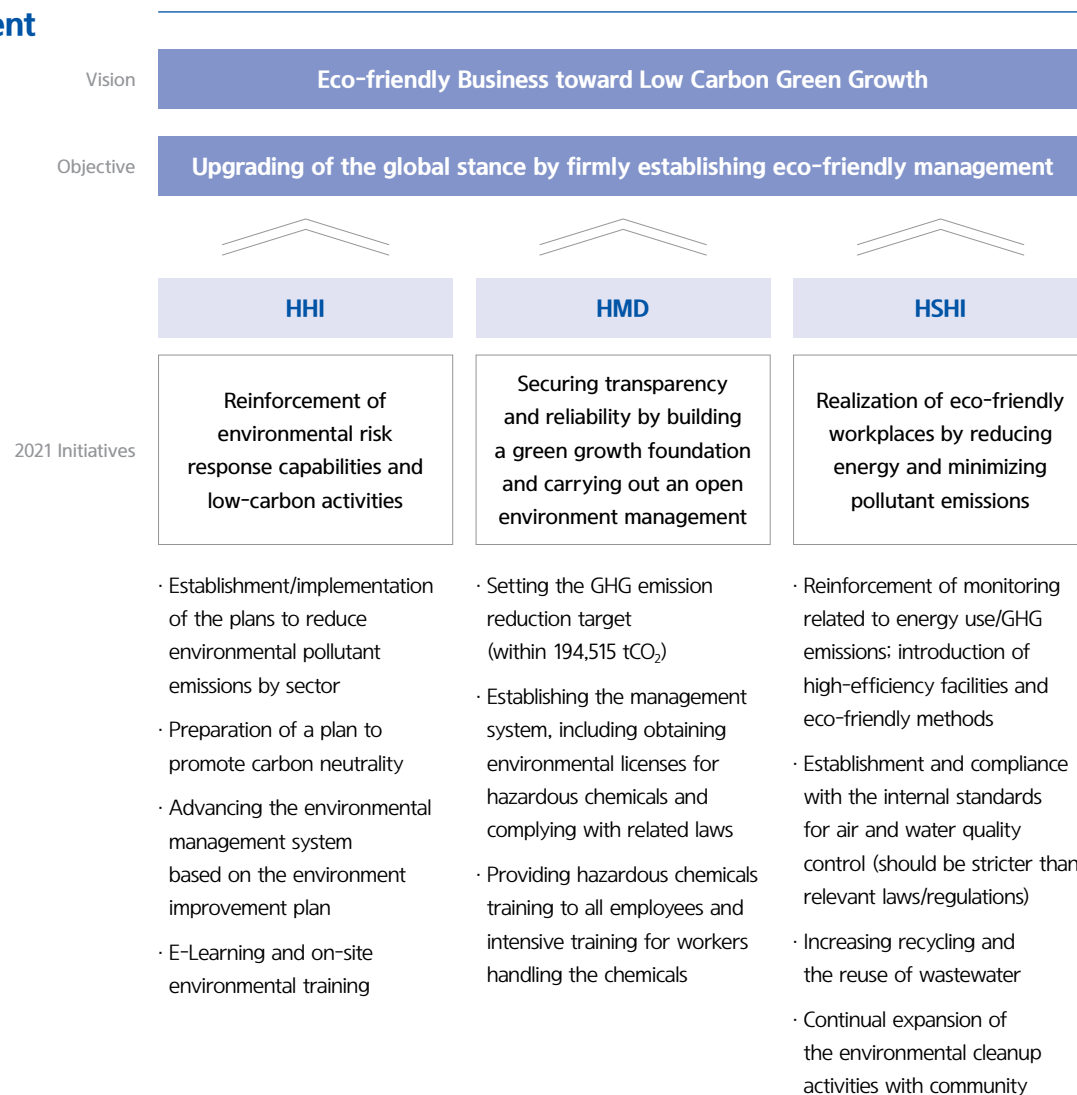 ent
Vision
Eco-friendly Business toward Low Carbon Green Growth
Objective
Upgrading of the global stance by firmly establishing eco-friendly management
HHI
HMD
HSHI
2021 Initiatives
Reinforcement of
environmental risk
response capabilities and
low-carbon activities
Securing transparency
and reliability by building
a green growth foundation
and carrying out an open
environment management
Realization of eco-friendly
workplaces by reducing
energy and minimizing
pollutant emissions
· Establishment/implementation
of the plans to reduce
environmental pollutant
emissions by sector
· Preparation of a plan to
promote carbon neutrality
· Advancing the environmental
management system
based on the environment
improvement plan
· E-Learning and on-site
environmental training
· Setting the GHG emission
reduction target
(within 194,515 tCO₂)
· Establishing the management
system, including obtaining
environmental licenses for
hazardous chemicals and
complying with related laws
· Providing hazardous chemicals
training to all employees and
intensive training for workers
handling the chemicals
· Reinforcement of monitoring
related to energy use/GHG
emissions; introduction of
high-efficiency facilities and
eco-friendly methods
· Establishment and compliance
with the internal standards
for air and water quality
control (should be stricter than
relevant laws/regulations)
· Increasing recycling and
the reuse of wastewater
· Continual expansion of
the environmental cleanup
activities with community